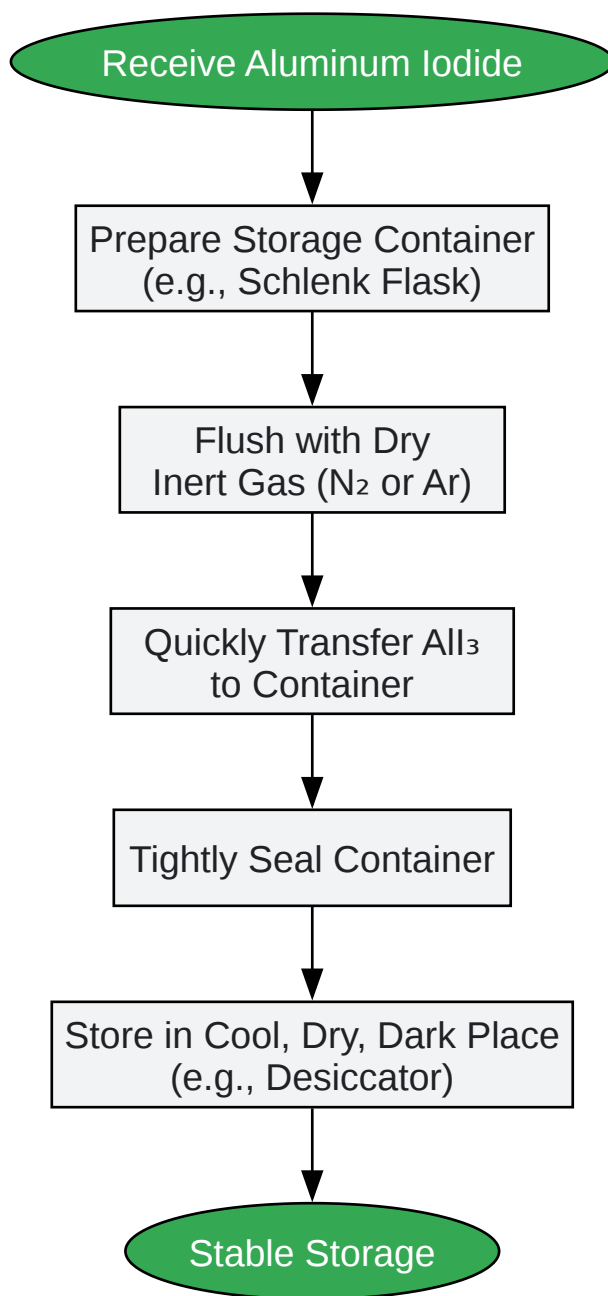 Receive Aluminum Iodide
Prepare Storage Container
(e.g., Schlenk Flask)
Flush with Dry
Inert Gas (N₂ or Ar)
Quickly Transfer AlI₃
to Container
Tightly Seal Container
Store in Cool, Dry, Dark Place
(e.g., Desiccator)
Stable Storage